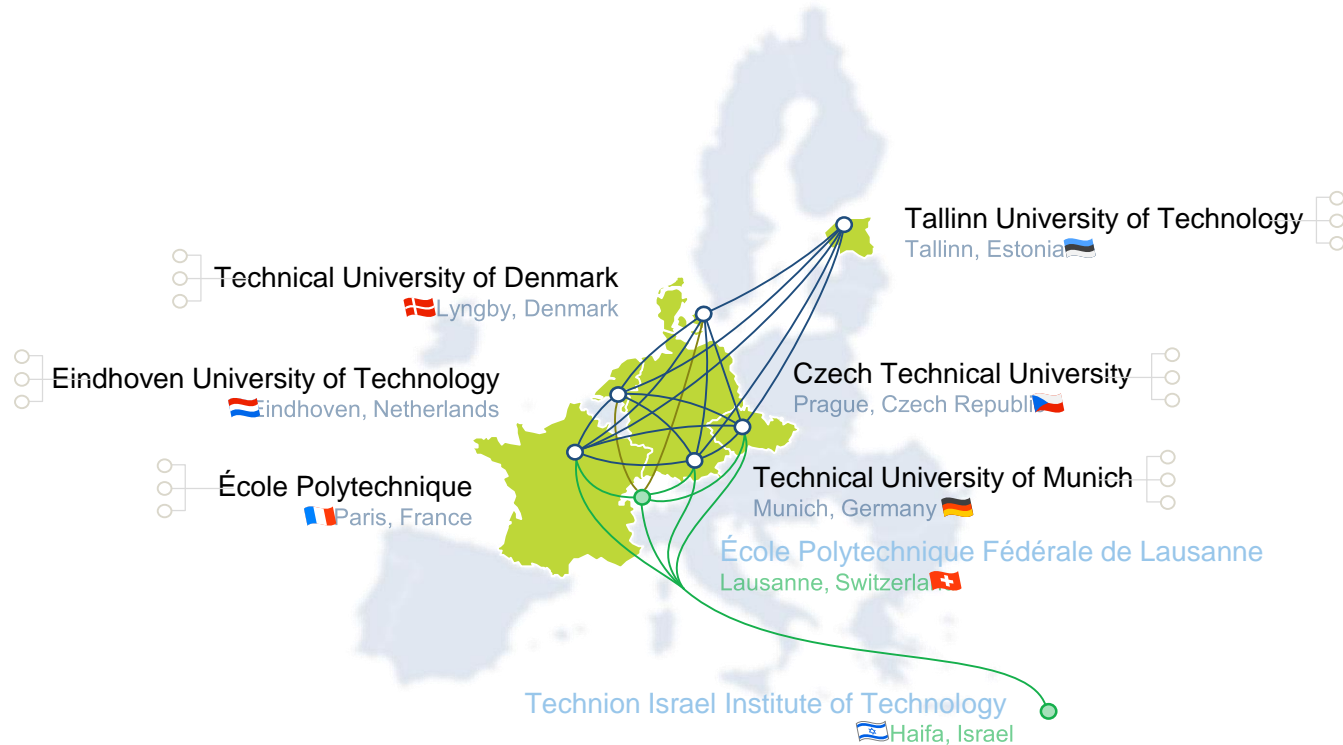 Tallinn University of Technology
Tallinn, Estonia
Technical University of Denmark
Lyngby, Denmark
Eindhoven University of Technology
Eindhoven, Netherlands
Czech Technical University
Prague, Czech Republi
École Polytechnique
Paris, France
Technical University of Munich
Munich, Germany
École Polytechnique Fédérale de Lausanne
Lausanne, Switzerla
Technion Israel Institute of Technology
Haifa, Israel